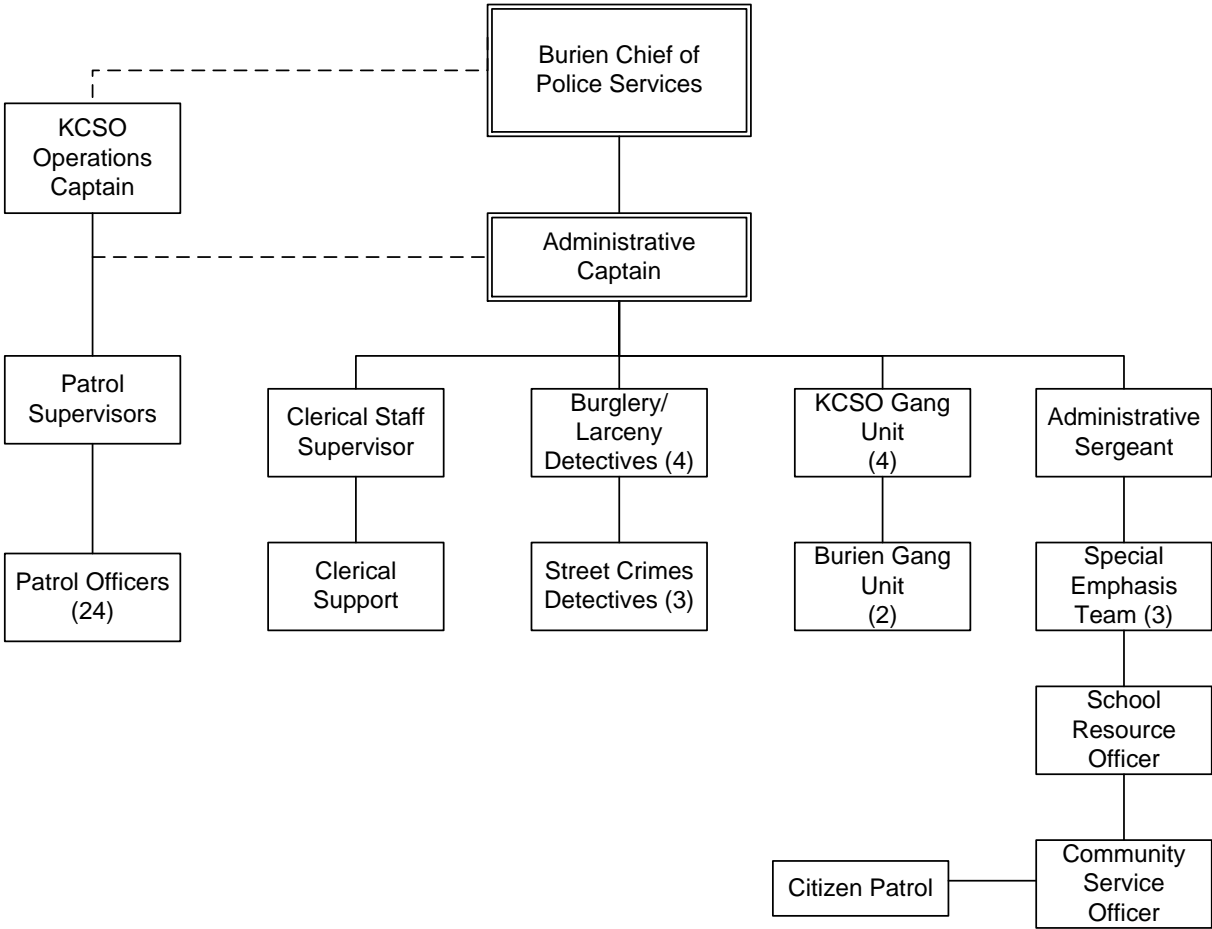 Burien Chief of
Police Services
KCSO
Operations
Captain
Administrative
Captain
Patrol
Supervisors
Clerical Staff
Supervisor
Burglery/
Larceny
Detectives (4)
KCSO Gang
Unit
(4)
Administrative
Sergeant
Patrol Officers
(24)
Clerical
Support
Street Crimes
Detectives (3)
Burien Gang
Unit
(2)
Special
Emphasis
Team (3)
School
Resource
Officer
Citizen Patrol
Community
Service
Officer